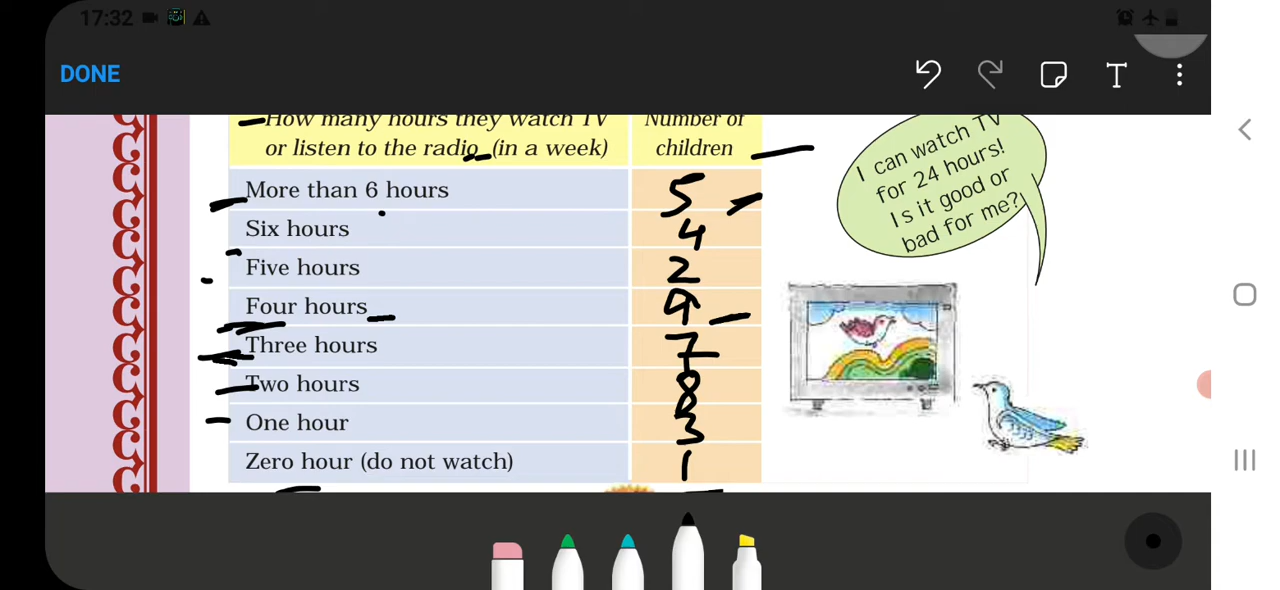 17:32
DONE
T
How many hours they watch TV
or listen to the radio (in a week)
Number of
children
More than 6 hours 5
Six hours 4
Five hours 2
Four hours 9
Three hours 7
Two hours 8
One hour 3
Zero hour (do not watch) 1
I can watch TV
for 24 hours!
Is it good or
bad for me?